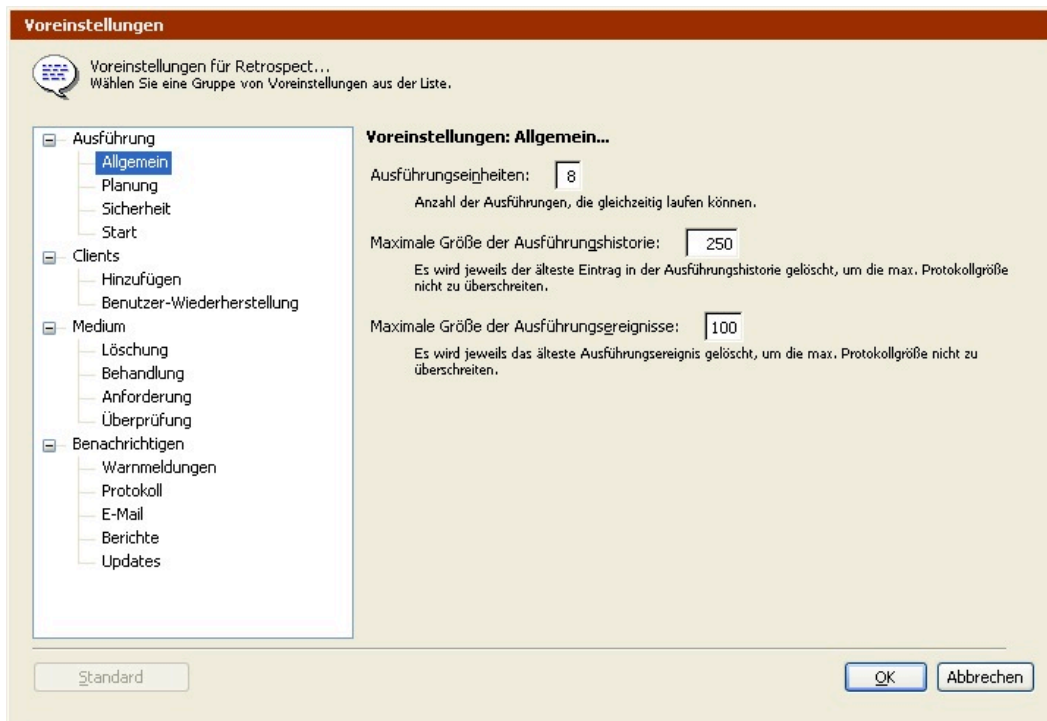 Voreinstellungen
Voreinstellungen für Retrospect...
Wählen Sie eine Gruppe von Voreinstellungen aus der Liste.
Ausführung
Allgemein
Planung
Sicherheit
Start
Clients
Hinzufügen
Benutzer-Wiederherstellung
Medium
Löschung
Behandlung
Anforderung
Überprüfung
Benachrichtigen
Warnmeldungen
Protokoll
E-Mail
Berichte
Updates
Voreinstellungen: Allgemein...
Ausführungseinheiten: 8
Anzahl der Ausführungen, die gleichzeitig laufen können.
Maximale Größe der Ausführungshistorie: 250
Es wird jeweils der älteste Eintrag in der Ausführungshistorie gelöscht, um die max. Protokollgröße
nicht zu überschreiten.
Maximale Größe der Ausführungsereignisse: 100
Es wird jeweils das älteste Ausführungsereignis gelöscht, um die max. Protokollgröße nicht zu
überschreiten.
Standard
OK
Abbrechen